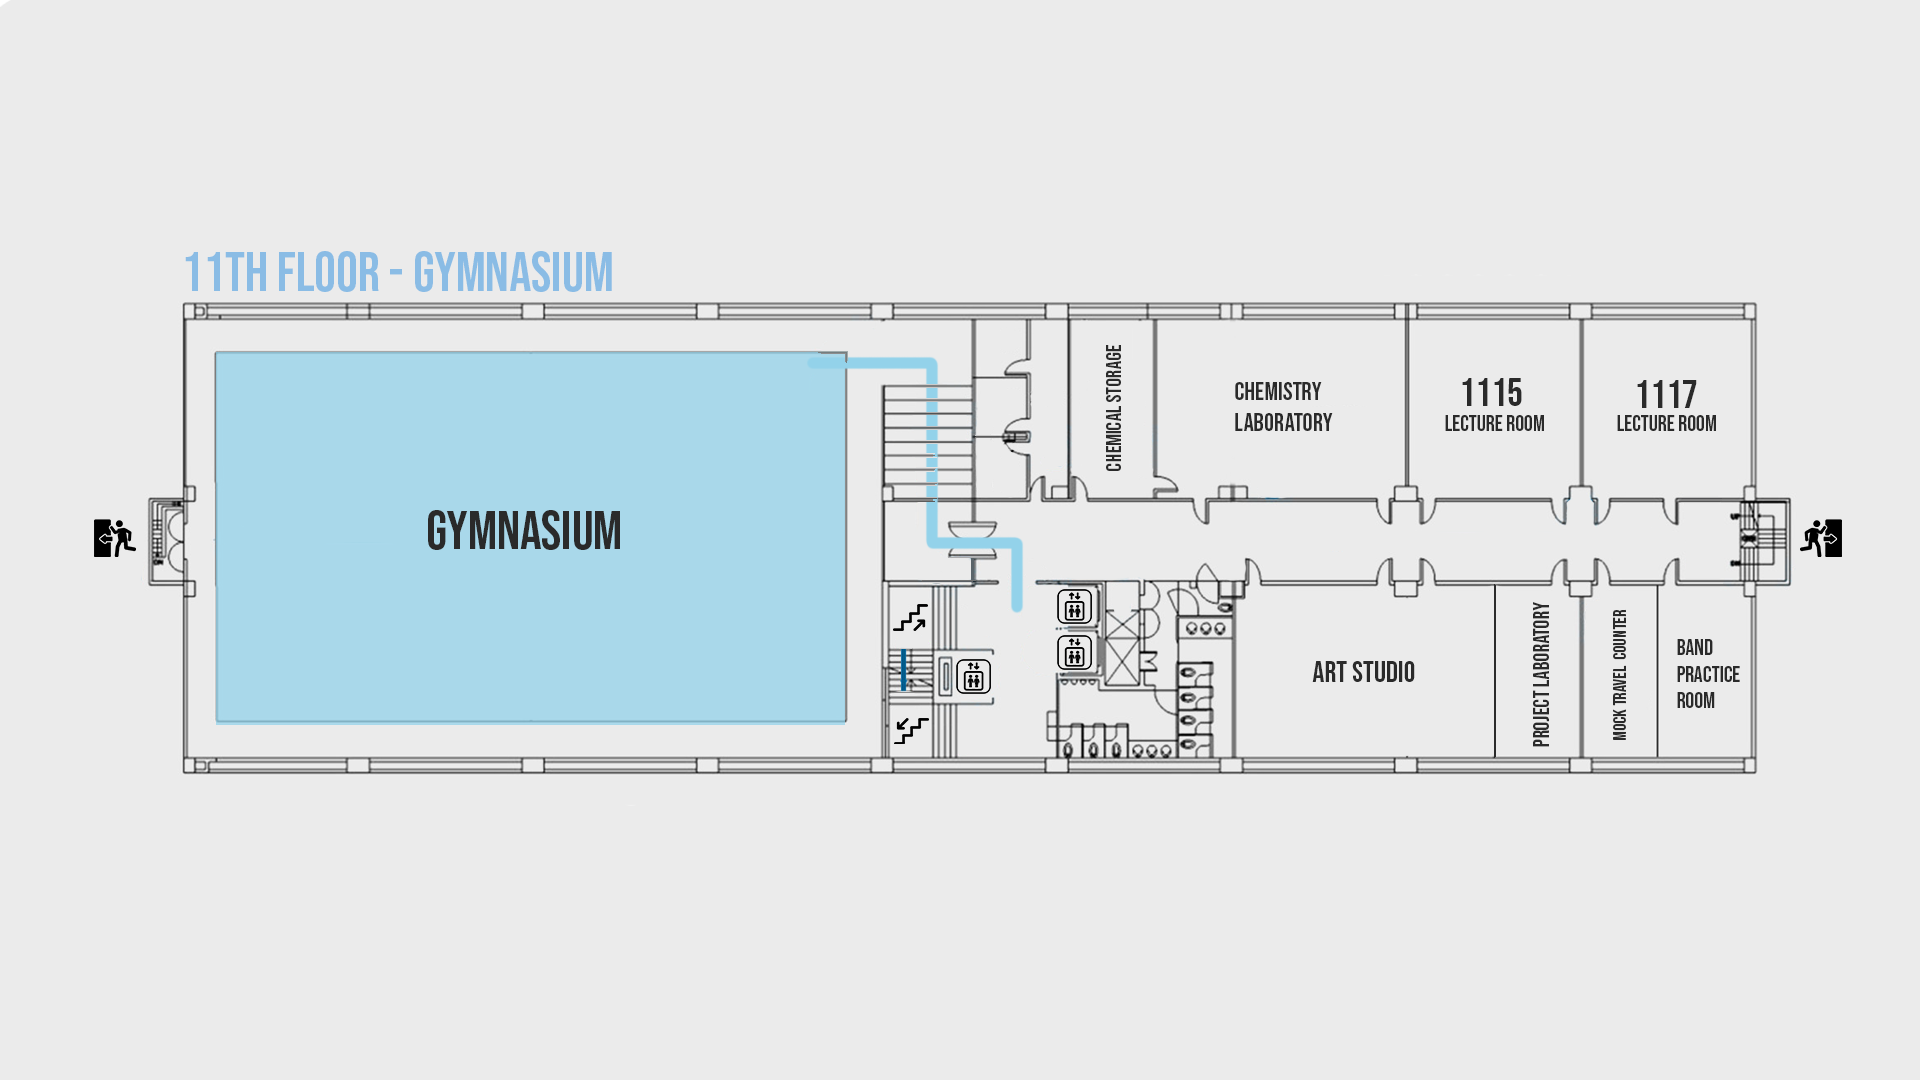 11TH FLOOR - GYMNASIUM
GYMNASIUM
CHEMICAL STORAGE
CHEMISTRY
LABORATORY
1115
LECTURE ROOM
1117
LECTURE ROOM
ART STUDIO
PROJECT LABORATORY
MOCK TRAVEL COUNTER
BAND
PRACTICE
ROOM